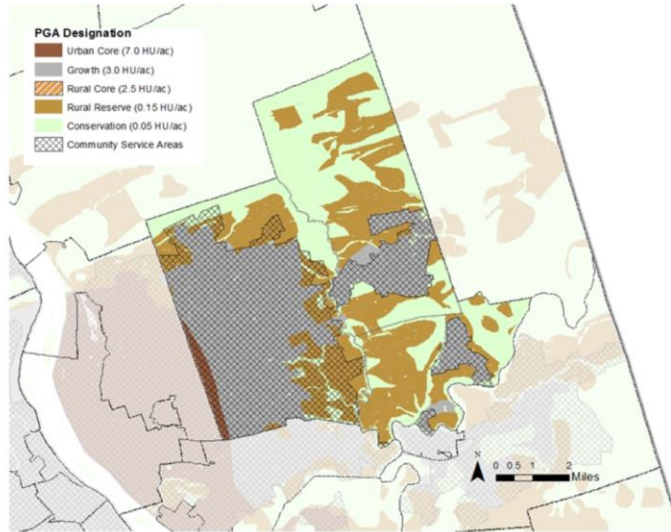 PGA Designation
Urban Core (7.0 HU/ac)
Growth (3.0 HU/ac)
Rural Core (2.5 HU/ac)
Rural Reserve (0.15 HU/ac)
Conservation (0.05 HU/ac)
Community Service Areas
N
0 0.5 1 2
Miles